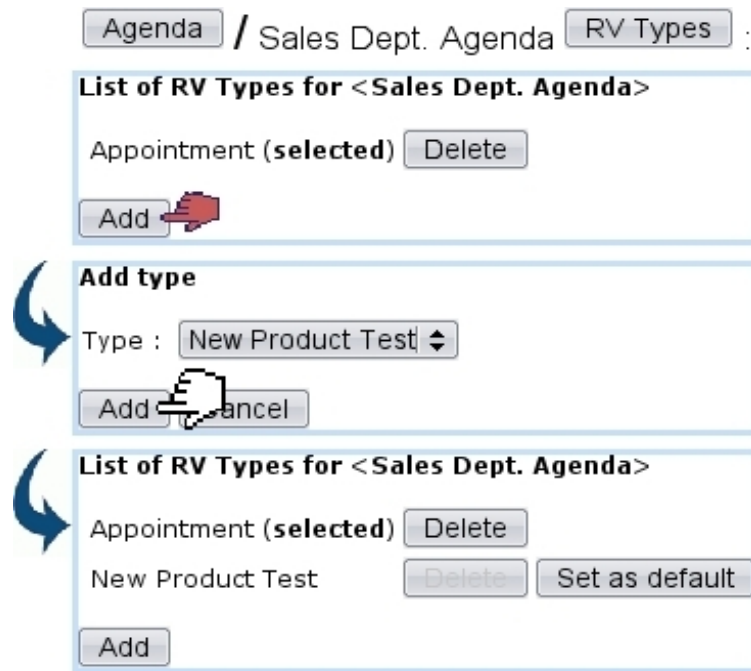 Agenda / Sales Dept. Agenda RV Types :
List of RV Types for <Sales Dept. Agenda>
Appointment (selected) Delete
Add
Add type
Type : New Product Test
Add Cancel
List of RV Types for <Sales Dept. Agenda>
Appointment (selected) Delete
New Product Test Delete Set as default
Add